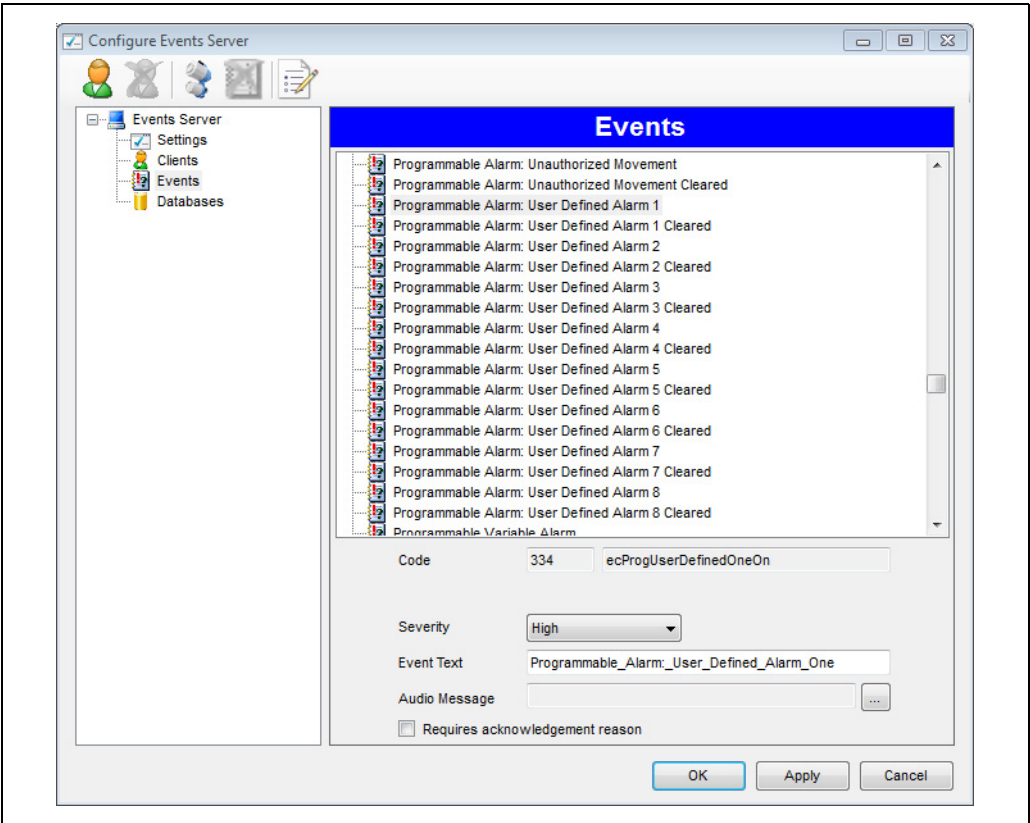 Configure Events Server
Events Server
Settings
Clients
Events
Databases
Events
Programmable Alarm: Unauthorized Movement
Programmable Alarm: Unauthorized Movement Cleared
Programmable Alarm: User Defined Alarm 1
Programmable Alarm: User Defined Alarm 1 Cleared
Programmable Alarm: User Defined Alarm 2
Programmable Alarm: User Defined Alarm 2 Cleared
Programmable Alarm: User Defined Alarm 3
Programmable Alarm: User Defined Alarm 3 Cleared
Programmable Alarm: User Defined Alarm 4
Programmable Alarm: User Defined Alarm 4 Cleared
Programmable Alarm: User Defined Alarm 5
Programmable Alarm: User Defined Alarm 5 Cleared
Programmable Alarm: User Defined Alarm 6
Programmable Alarm: User Defined Alarm 6 Cleared
Programmable Alarm: User Defined Alarm 7
Programmable Alarm: User Defined Alarm 7 Cleared
Programmable Alarm: User Defined Alarm 8
Programmable Alarm: User Defined Alarm 8 Cleared
Programmable Variable Alarm
Code 334 ecProgUserDefinedOneOn
Severity High
Event Text Programmable_Alarm:_User_Defined_Alarm_One
Audio Message ...
Requires acknowledgement reason
OK Apply Cancel